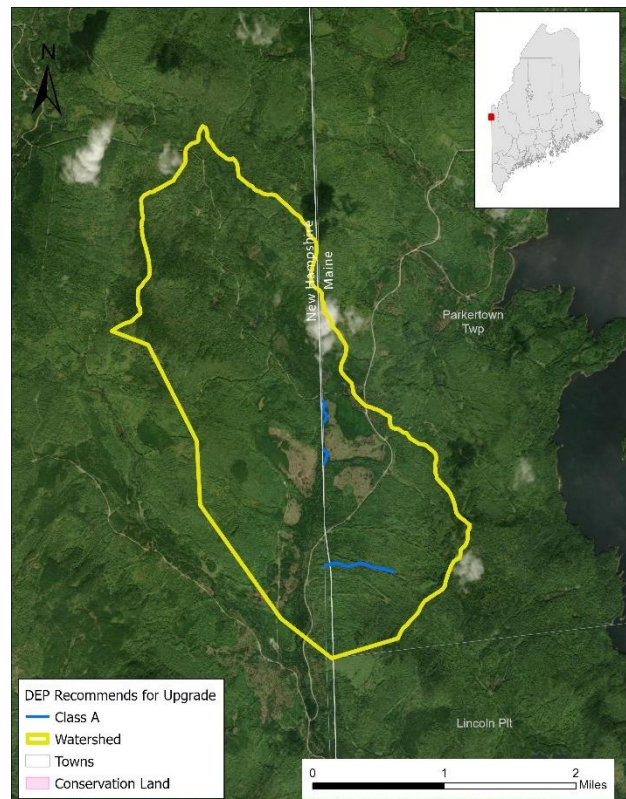 N
New Hampshire
Maine
Parkertown
Twp
Lincoln Plt
DEP Recommends for Upgrade
Class A
Watershed
Towns
Conservation Land
0 1 2
Miles